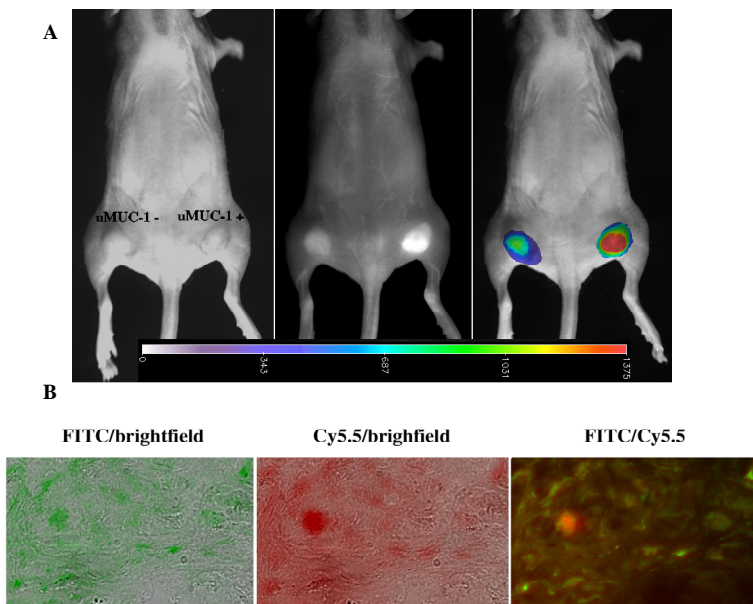 A
uMUC-1 -
uMUC-1 +
0
343
687
1031
1375
B
FITC/brightfield
Cy5.5/brighfield
FITC/Cy5.5